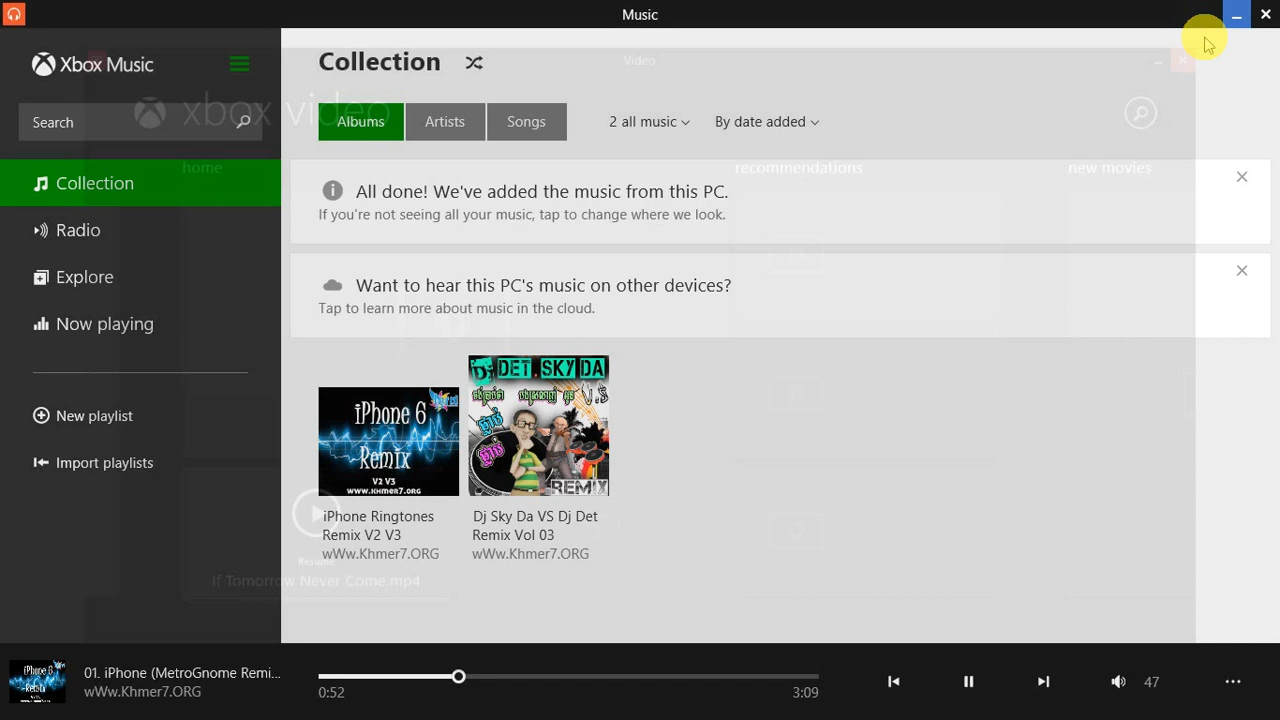 Music
Xbox Music
Collection
Video
xbox video
Search
Albums
Artists
Songs
2 all music
By date added
home
recommendations
new movies
Collection
All done! We've added the music from this PC.
If you're not seeing all your music, tap to change where we look.
Radio
Explore
Want to hear this PC's music on other devices?
Tap to learn more about music in the cloud.
Now playing
New playlist
Import playlists
iPhone 6
Remix
V2 V3
www.Khmer7.ORG
Dj DET.SKY DA
REMIX
iPhone Ringtones
Remix V2 V3
wWw.Khmer7.ORG
Dj Sky Da VS Dj Det
Remix Vol 03
wWw.Khmer7.ORG
Resume
If Tomorrow Never Come.mp4
01. iPhone (MetroGnome Remi...
wWw.Khmer7.ORG
0:52
3:09
47